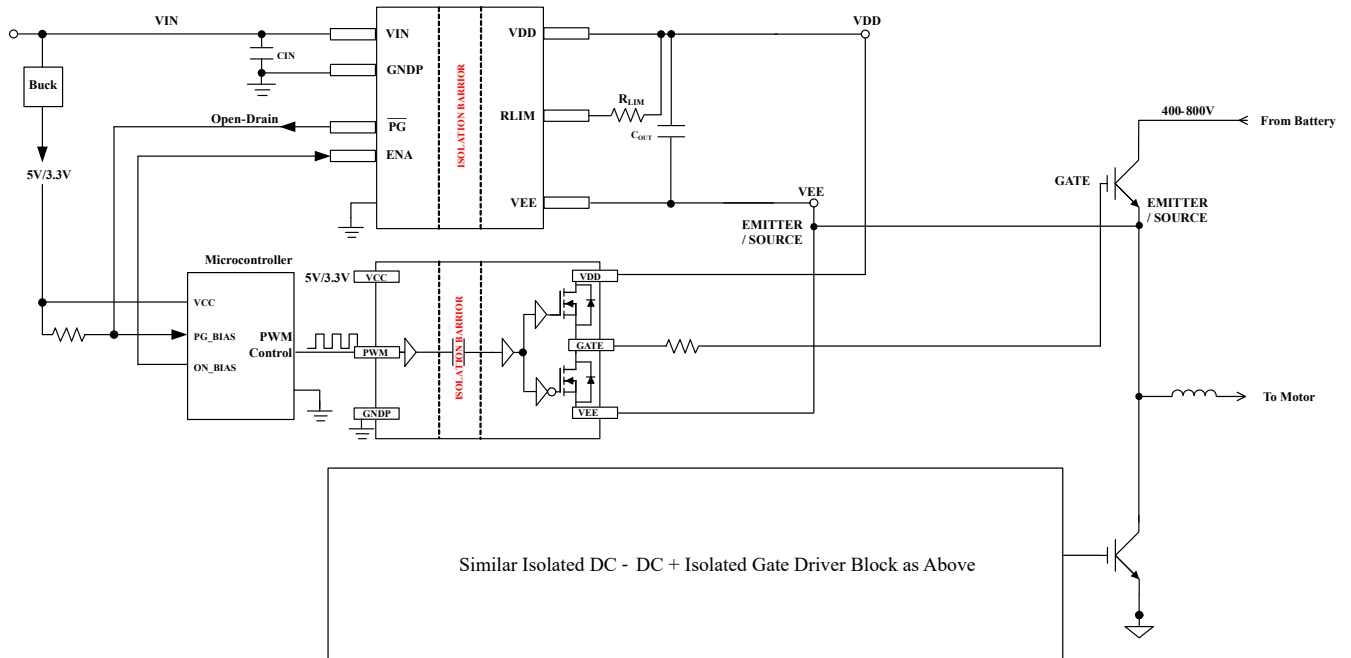 VIN
VDD
VIN
VDD
CIN
GNDP
Buck
RLIM
RLIM
COUT
ISOLATION BARRIER
400-800V
From Battery
Open-Drain
PG
ENA
5V/3.3V
GATE
VEE
VEE
EMITTER
/ SOURCE
EMITTER
/ SOURCE
Microcontroller
5V/3.3V
VCC
VDD
VCC
ISOLATION BARRIER
PG_BIAS
PWM
Control
PWM
GATE
ON_BIAS
To Motor
GNDP
VEE
Similar Isolated DC - DC + Isolated Gate Driver Block as Above